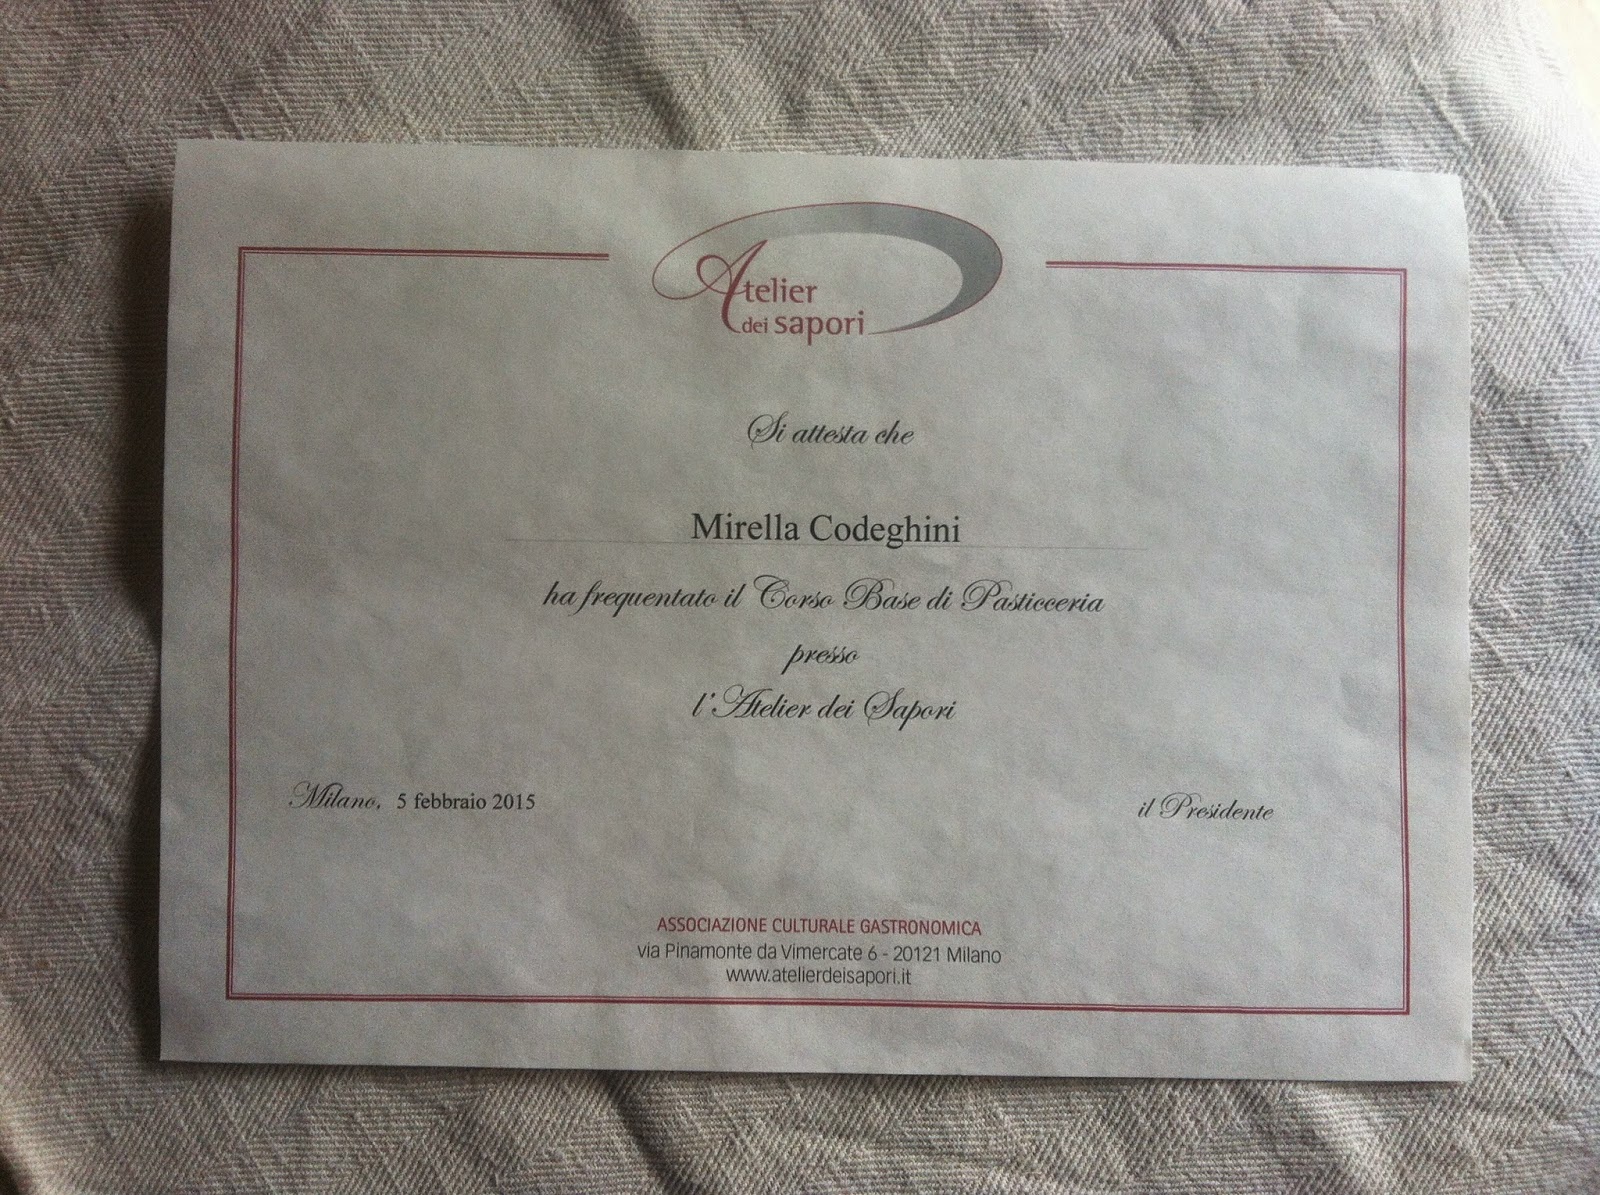 Atelier
dei sapori
Si attesta che
Mirella Codeghini
ha frequentato il Corso Base di Pasticceria
presso
l'Atelier dei Sapori
Milano, 5 febbraio 2015
il Presidente
ASSOCIAZIONE CULTURALE GASTRONOMICA
via Pinamonte da Vimercate 6 - 20121 Milano
www.atelierdeisapori.it